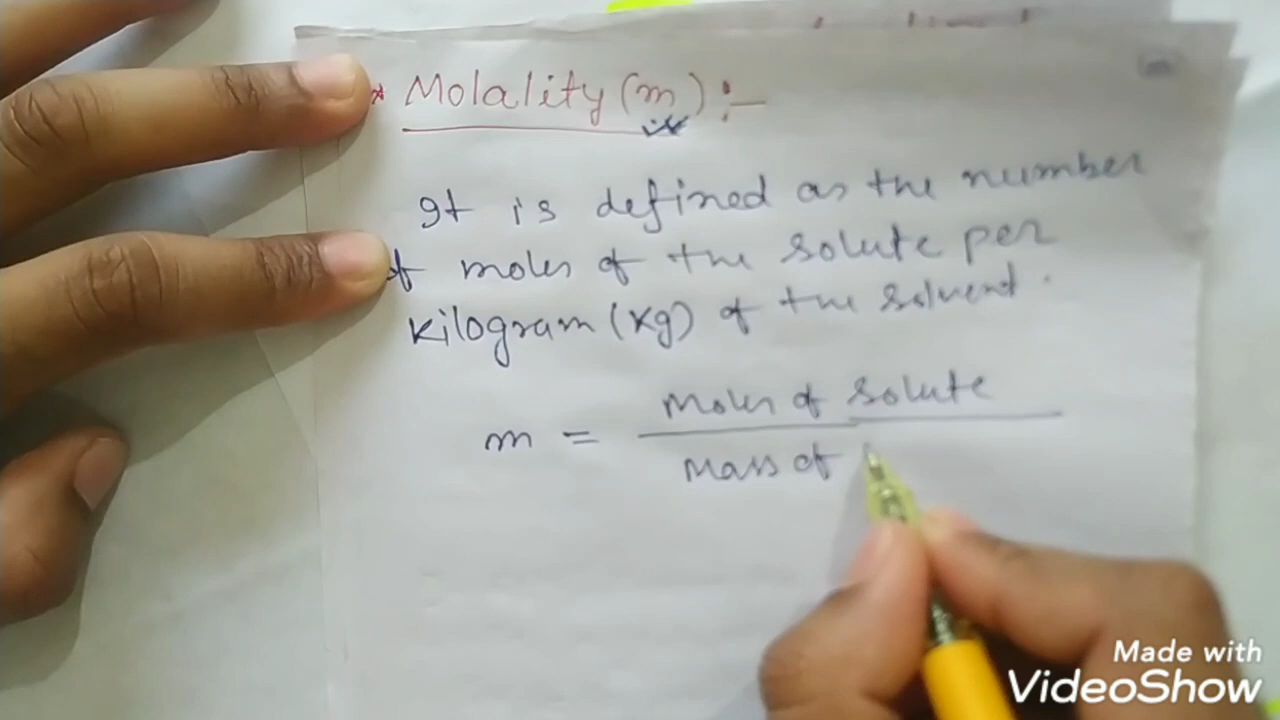 * Molality (m) :-
It is defined as the number
of moles of the solute per
kilogram (Kg) of the solvent.
m = Moles of solute
Mass of
Made with
VideoShow